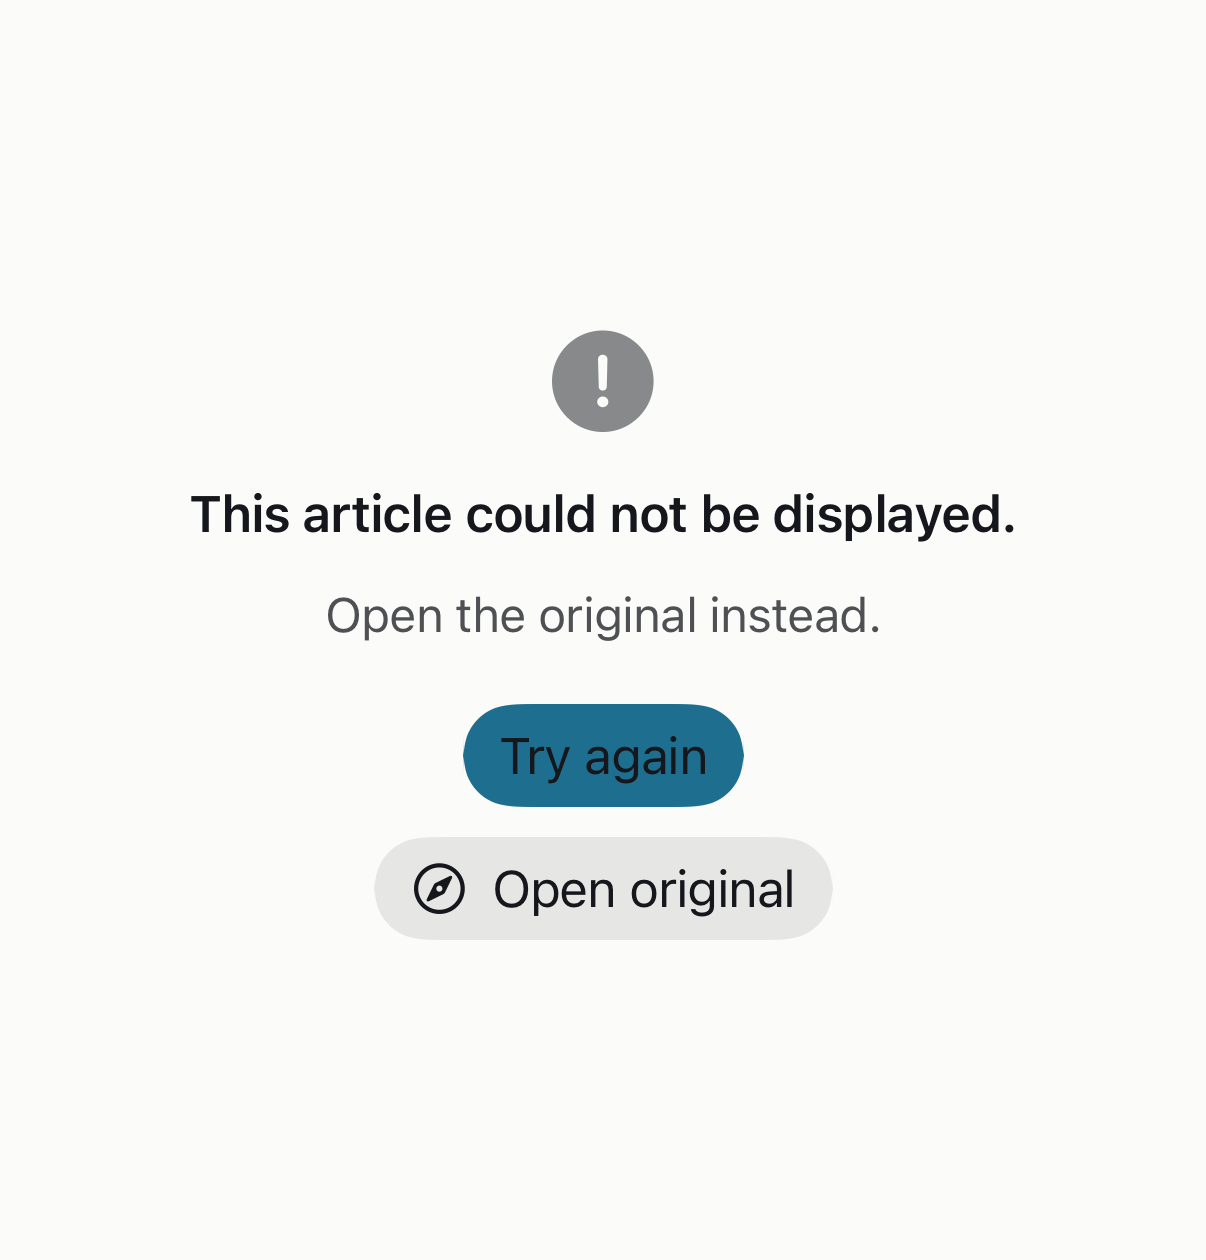 This article could not be displayed.
Open the original instead.
Try again
Open original